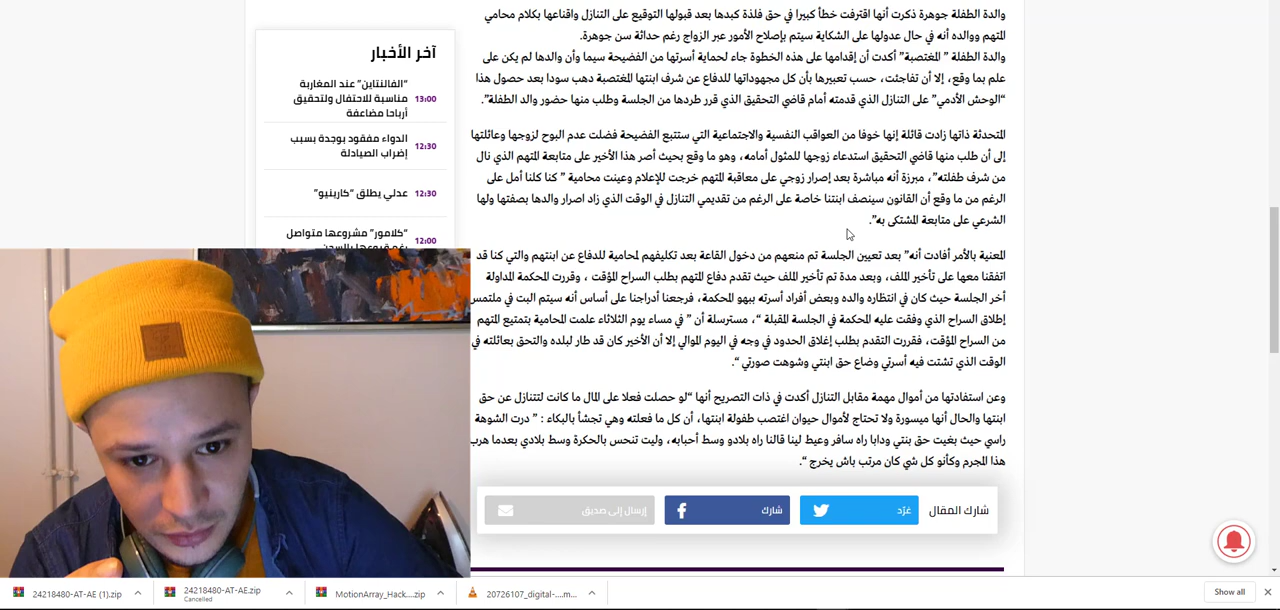 والدة الطفلة جوهرة ذكرت أنها اقترفت خطأ كبيرا في حق فلذة كبدها بعد قبولها التوقيع على التنازل واقناعها بكلام محامي
المتهم ووالده أنه في حال عدولها على الشكاية سيتم بإصلاح الأمور عبر الزواج رغم حداثة سن جوهرة.
والدة الطفلة ” المغتصبة” أكدت أن إقدامها على هذه الخطوة جاء لحماية أسرتها من الفضيحة سيما وأن والدها لم يكن على
علم بما وقع، إلا أن تفاجئت، حسب تعبيرها بأن كل مجهوداتها للدفاع عن شرف ابنتها المغتصبة دهب سودا بعد حصول هذا
“الوحش الأدمي” على التنازل الذي قدمته أمام قاضي التحقيق الذي قرر طردها من الجلسة وطلب منها حضور والد الطفلة”.
المتحدثة ذاتها زادت قائلة إنها خوفا من العواقب النفسية والاجتماعية التي ستتبع الفضيحة فضلت عدم البوح لزوجها وعائلتها
إلى أن طلب منها قاضي التحقيق استدعاء زوجها للمثول أمامه، وهو ما وقع بحيث أصر هذا الأخير على متابعة المتهم الذي نال
من شرف طفلته”، مبرزة أنه مباشرة بعد إصرار زوجي على معاقبة المتهم خرجت للإعلام وعينت محامية ” كنا كلنا أمل على
الرغم من ما وقع أن القانون سينصف ابنتنا خاصة على الرغم من تقديمي التنازل في الوقت الذي زاد اصرار والدها بصفتها ولها
الشرعي على متابعة المشتكى به”.
المعنية بالأمر أفادت أنه” بعد تعيين الجلسة تم منعهم من دخول القاعة بعد تكليفهم لمحامية للدفاع عن ابنتهم والتي كنا قد
اتفقنا معها على تأخير الملف، وبعد مدة تم تأخير الملف حيث تقدم دفاع المتهم بطلب السراح المؤقت ، وقررت المحكمة المداولة
أخر الجلسة حيث كان في انتظاره والده وبعض أفراد أسرته ببهو المحكمة، فرجعنا أدراجنا على أساس أنه سيتم البت في ملتمس
إطلاق السراح الذي وفقت عليه المحكمة في الجلسة المقبلة “، مسترسلة أن ” في مساء يوم الثلاثاء علمت المحامية بتمتيع المتهم
من السراح المؤقت، فقررت التقدم بطلب إغلاق الحدود في وجه في اليوم الموالي إلا أن الأخير كان قد طار لبلده والتحق بعائلته في
الوقت الذي تشتت فيه أسرتي وضاع حق ابنتي وشوهت صورتي “.
وعن استفادتها من أموال مهمة مقابل التنازل أكدت في ذات التصريح أنها “لو حصلت فعلا على المال ما كانت لتتنازل عن حق
ابنتها والحال أنها ميسورة ولا تحتاج لأموال حيوان اغتصب طفولة ابنتها، أن كل ما فعلته وهي تجشأ بالبكاء : ” درت الشوهة
راسي حيث بغيت حق بنتي ودابا راه سافر وعيط لينا قالنا راه بلادو وسط أحبابه، وليت تنحس بالحكرة وسط بلادي بعدما هرب
هذا المجرم وكأنو كل شي كان مرتب باش يخرج “.
شارك المقال
غرّد
شارك
إرسال إلى صديق
آخر الأخبار
“الفالنتاين” عند المغاربة
مناسبة للاحتفال ولتحقيق
أرباحا مضاعفة
13:00
الدواء مفقود بوجدة بسبب
إضراب الصيادلة
12:30
عدلي يطلق “كارينيو”
12:30
“كلامور” مشروعها متواصل
رغم قبوعها بالسجن
12:00
24218480-AT-AE (1).zip
24218480-AT-AE.zip
Cancelled
MotionArray_Hack....zip
20726107_digital-....m...
Show all